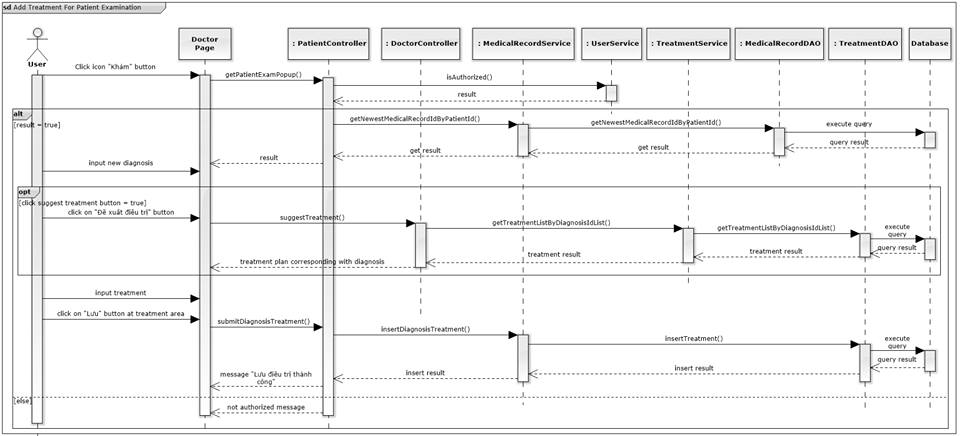 sd Add Treatment For Patient Examination
User
Doctor
Page
: PatientController
: DoctorController
: MedicalRecordService
: UserService
: TreatmentService
: MedicalRecordDAO
: TreatmentDAO
Database
Click icon "Khám" button
getPatientExamPopup()
isAuthorized()
result
alt
[result = true]
getNewestMedicalRecordIdByPatientId()
getNewestMedicalRecordIdByPatientId()
execute query
query result
get result
get result
result
input new diagnosis
opt
[click suggest treatment button = true]
click on "Đề xuất điều trị" button
suggestTreatment()
getTreatmentListByDiagnosisIdList()
getTreatmentListByDiagnosisIdList()
execute
query
query result
treatment result
treatment result
treatment plan corresponding with diagnosis
input treatment
click on "Lưu" button at treatment area
submitDiagnosisTreatment()
insertDiagnosisTreatment()
insertTreatment()
execute
query
query result
insert result
insert result
message "Lưu điều trị thành
công"
[else]
not authorized message